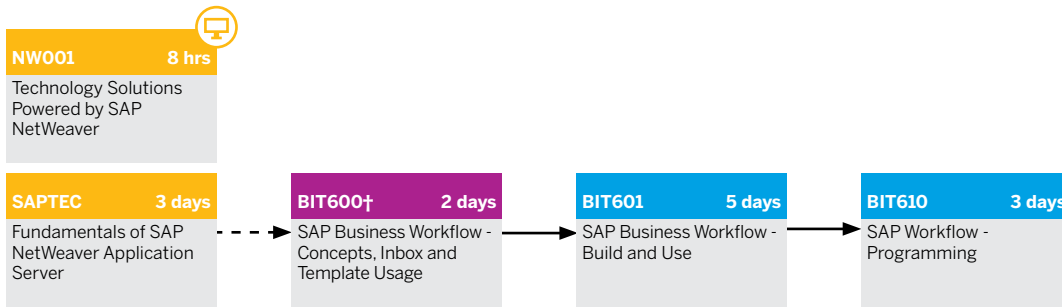 NW001 8 hrs
Technology Solutions
Powered by SAP
NetWeaver
SAPTEC 3 days
Fundamentals of SAP
NetWeaver Application
Server
BIT600† 2 days
SAP Business Workflow -
Concepts, Inbox and
Template Usage
BIT601 5 days
SAP Business Workflow -
Build and Use
BIT610 3 days
SAP Workflow -
Programming